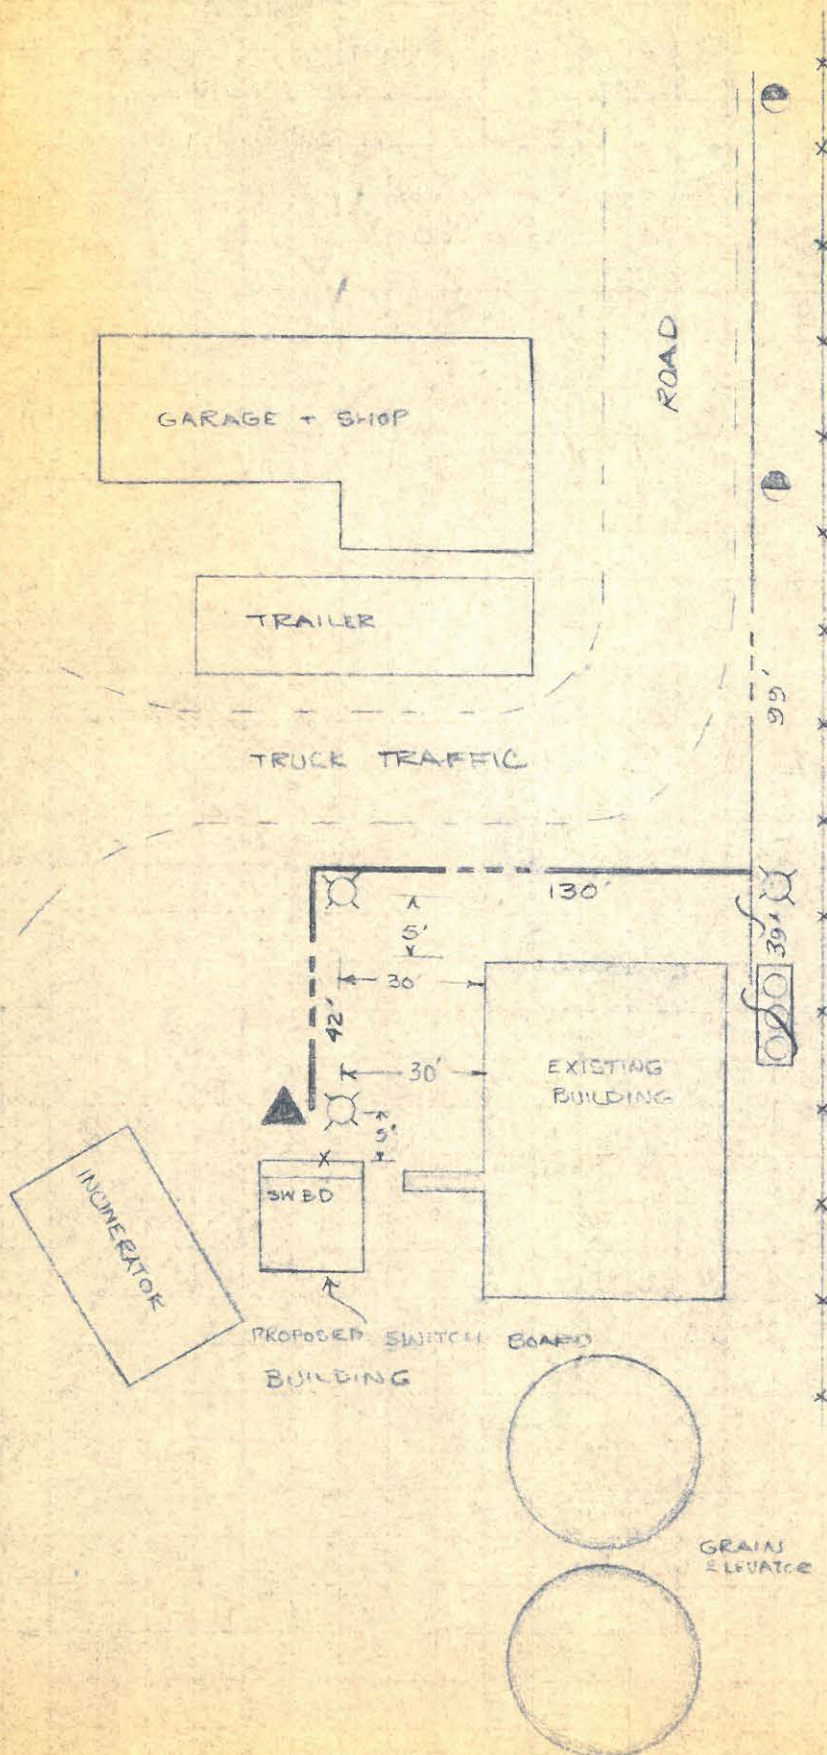 ROAD
GARAGE + SHOP
TRAILER
99'
TRUCK TRAFFIC
130'
5'
39'
30'
42'
30'
EXISTING
BUILDING
5'
SWBD
INCINERATOR
PROPOSED SWITCH BOARD
BUILDING
GRAIN
ELEVATOR